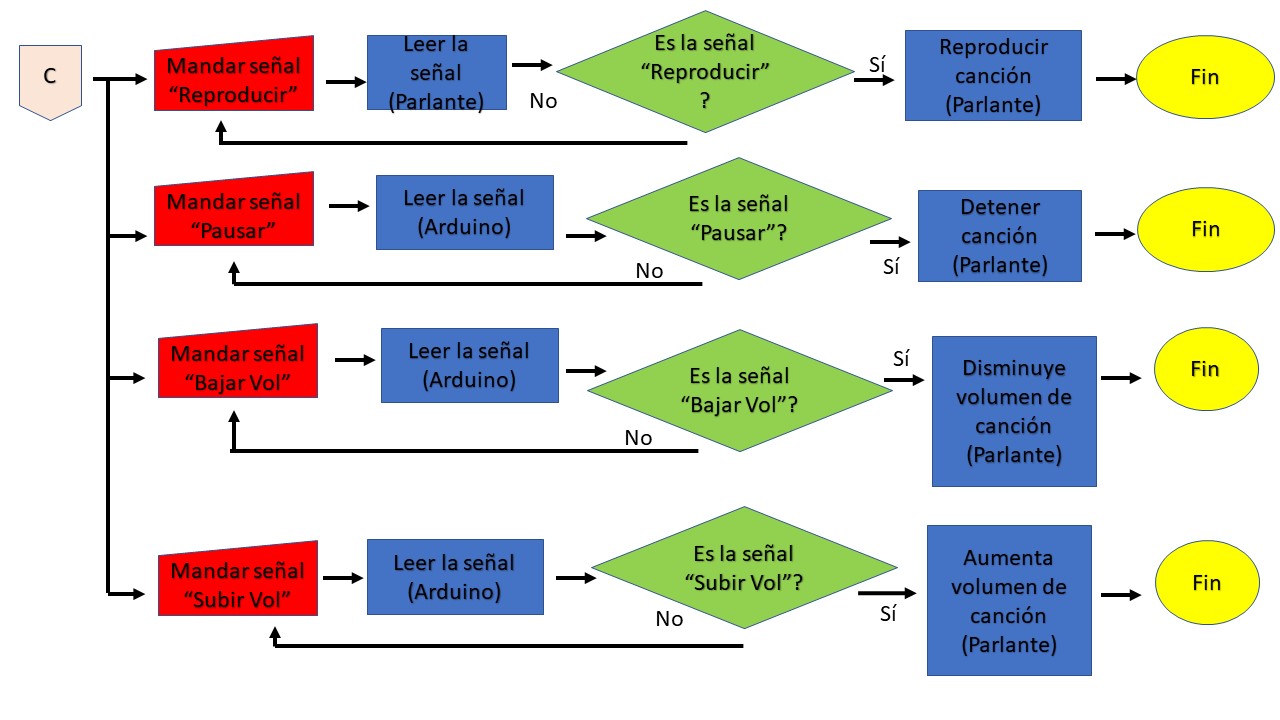 C
Mandar señal
“Reproducir”
Leer la
señal
(Parlante)
No
Es la señal
“Reproducir”
?
Sí
Reproducir
canción
(Parlante)
Fin
Mandar señal
“Pausar”
Leer la señal
(Arduino)
No
Es la señal
“Pausar”?
Sí
Detener
canción
(Parlante)
Fin
Mandar señal
“Bajar Vol”
Leer la señal
(Arduino)
No
Es la señal
“Bajar Vol”?
Sí
Disminuye
volumen de
canción
(Parlante)
Fin
Mandar señal
“Subir Vol”
Leer la señal
(Arduino)
No
Es la señal
“Subir Vol”?
Sí
Aumenta
volumen de
canción
(Parlante)
Fin